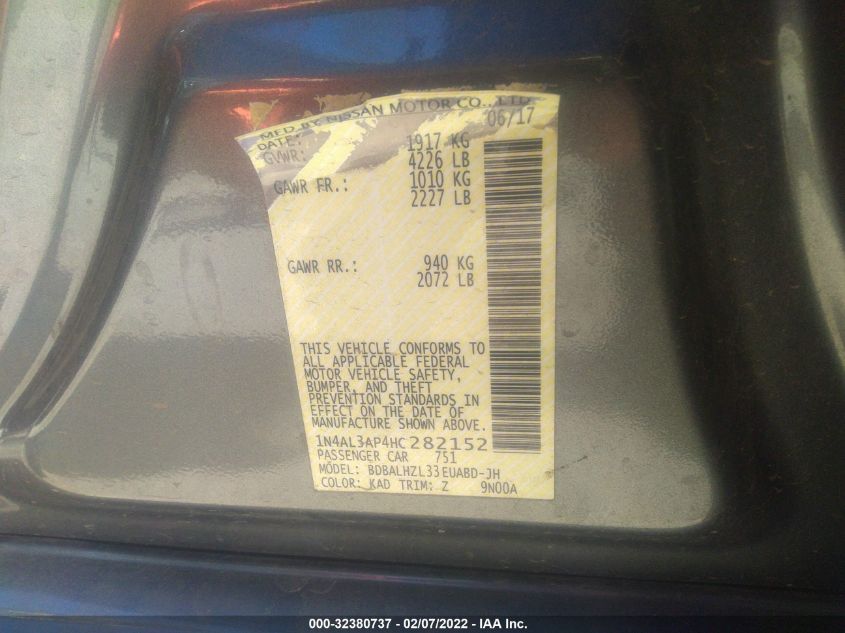 MFD BY NISSAN MOTOR CO., LTD.
DATE: 06/17
GVWR: 1917 KG
4226 LB
GAWR FR.: 1010 KG
2227 LB
GAWR RR.: 940 KG
2072 LB
THIS VEHICLE CONFORMS TO
ALL APPLICABLE FEDERAL
MOTOR VEHICLE SAFETY,
BUMPER, AND THEFT
PREVENTION STANDARDS IN
EFFECT ON THE DATE OF
MANUFACTURE SHOWN ABOVE.
1N4AL3AP4HC282152
PASSENGER CAR 751
MODEL: BDBALHZL33EUABD-JH
COLOR: KAD TRIM: Z 9N00A
000-32380737 - 02/07/2022 - IAA Inc.